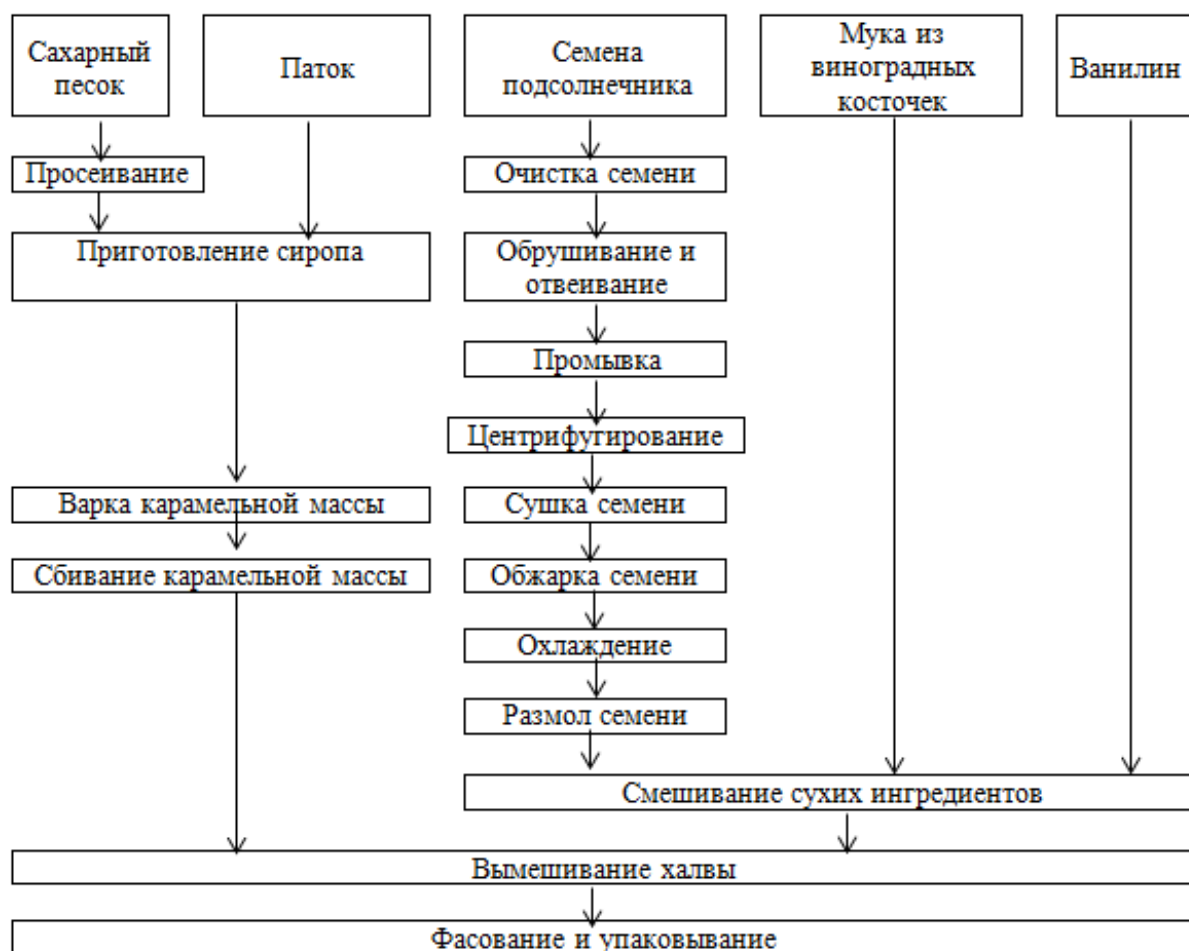 Сахарный
песок
Паток
Семена
подсолнечника
Мука из
виноградных
косточек
Ванилин
Просеивание
Очистка семени
Приготовление сиропа
Обрушивание и
отвеивание
Промывка
Центрифугирование
Варка карамельной массы
Сушка семени
Сбивание карамельной массы
Обжарка семени
Охлаждение
Размол семени
Смешивание сухих ингредиентов
Вымешивание халвы
Фасование и упаковывание